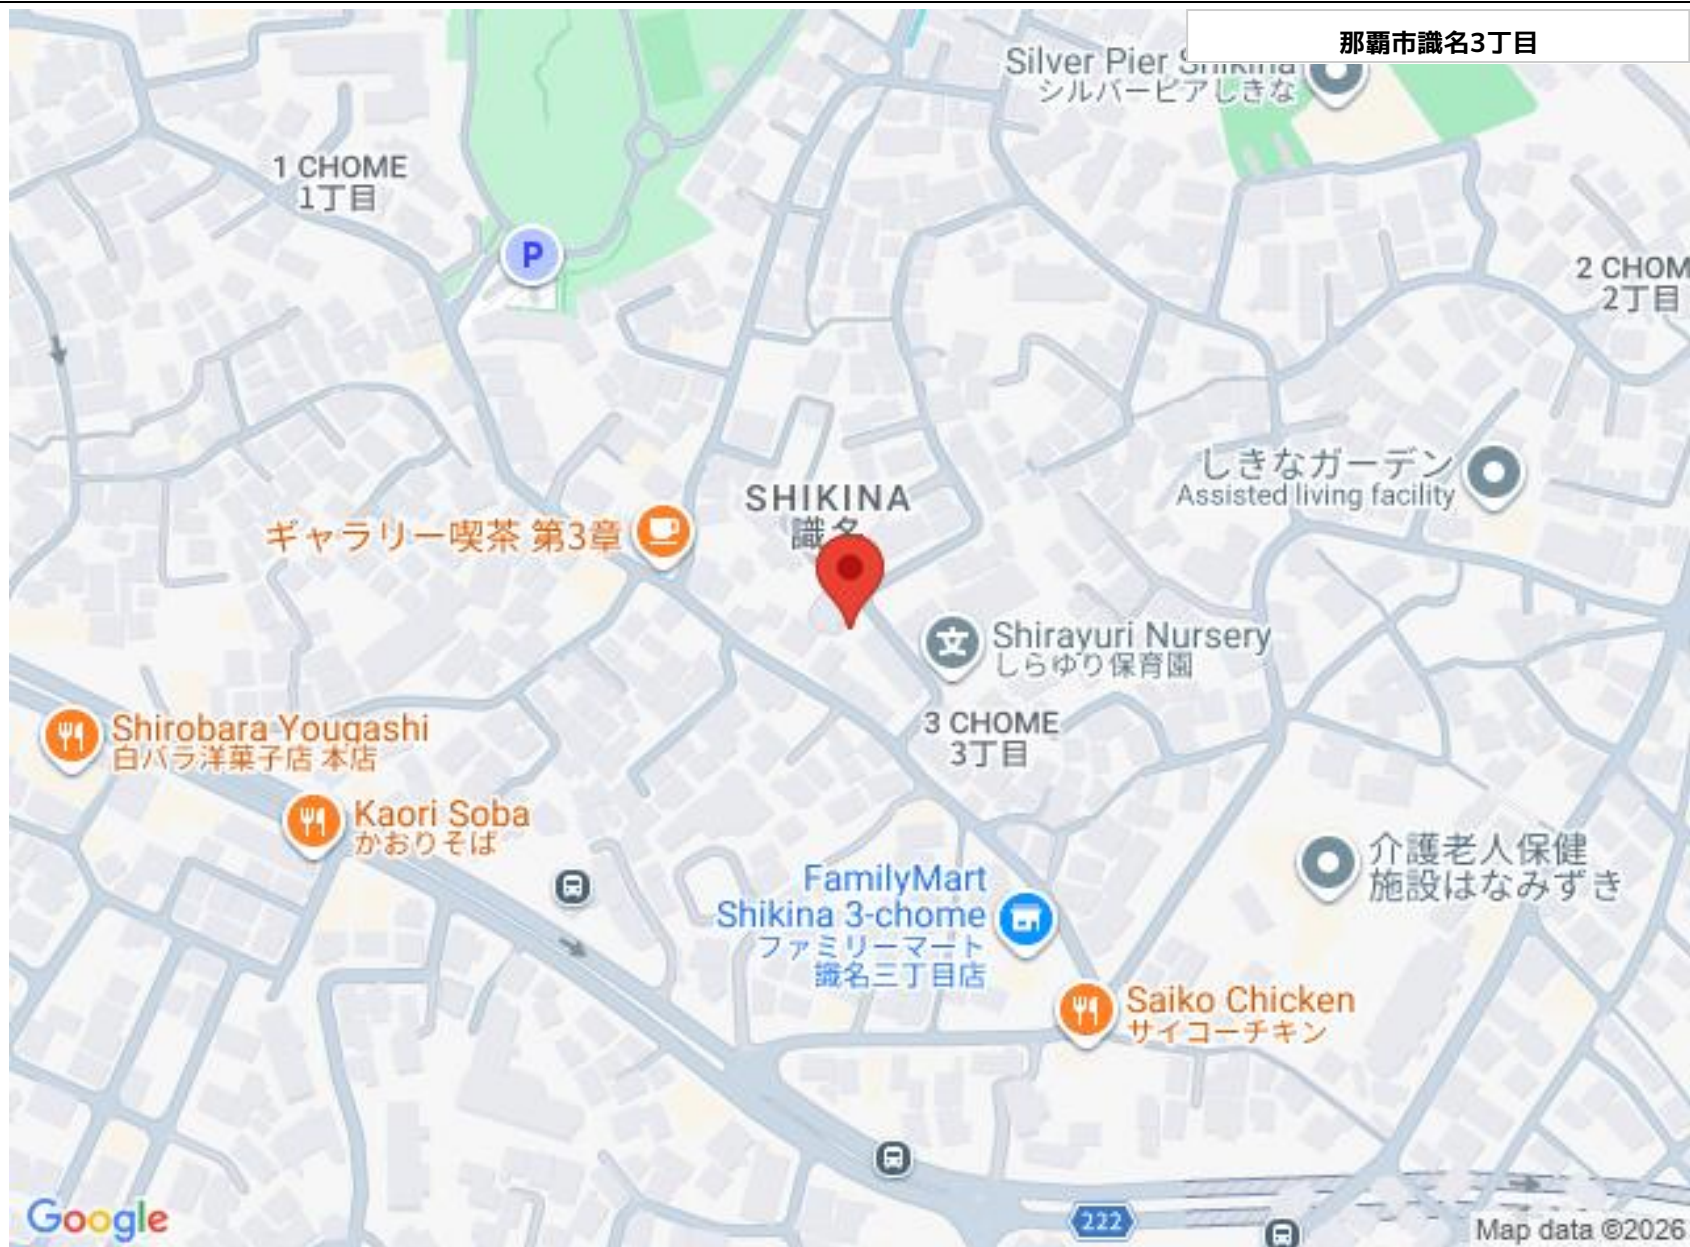 那覇市識名3丁目
Silver Pier Shikina
シルバーピアしきな
1 CHOME
1丁目
P
2 CHOM
2丁目
しきなガーデン
Assisted living facility
SHIKINA
識名
ギャラリー喫茶 第3章
Shirayuri Nursery
しらゆり保育園
3 CHOME
3丁目
Shirobara Yougashi
白バラ洋菓子店 本店
Kaori Soba
かおりそば
介護老人保健
施設はなみずき
FamilyMart
Shikina 3-chome
ファミリーマート
識名三丁目店
Saiko Chicken
サイコーチキン
222
Google
Map data ©2026